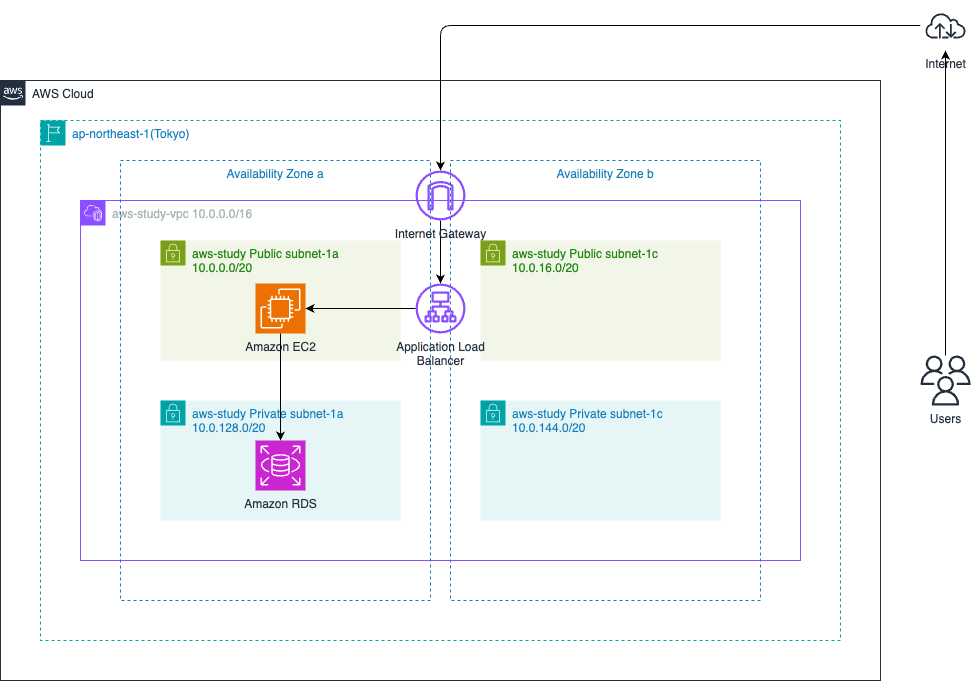 Internet
aws
AWS Cloud
ap-northeast-1(Tokyo)
Availability Zone a
Availability Zone b
aws-study-vpc 10.0.0.0/16
Internet Gateway
aws-study Public subnet-1a
10.0.0.0/20
aws-study Public subnet-1c
10.0.16.0/20
Amazon EC2
Application Load
Balancer
aws-study Private subnet-1a
10.0.128.0/20
aws-study Private subnet-1c
10.0.144.0/20
Users
Amazon RDS